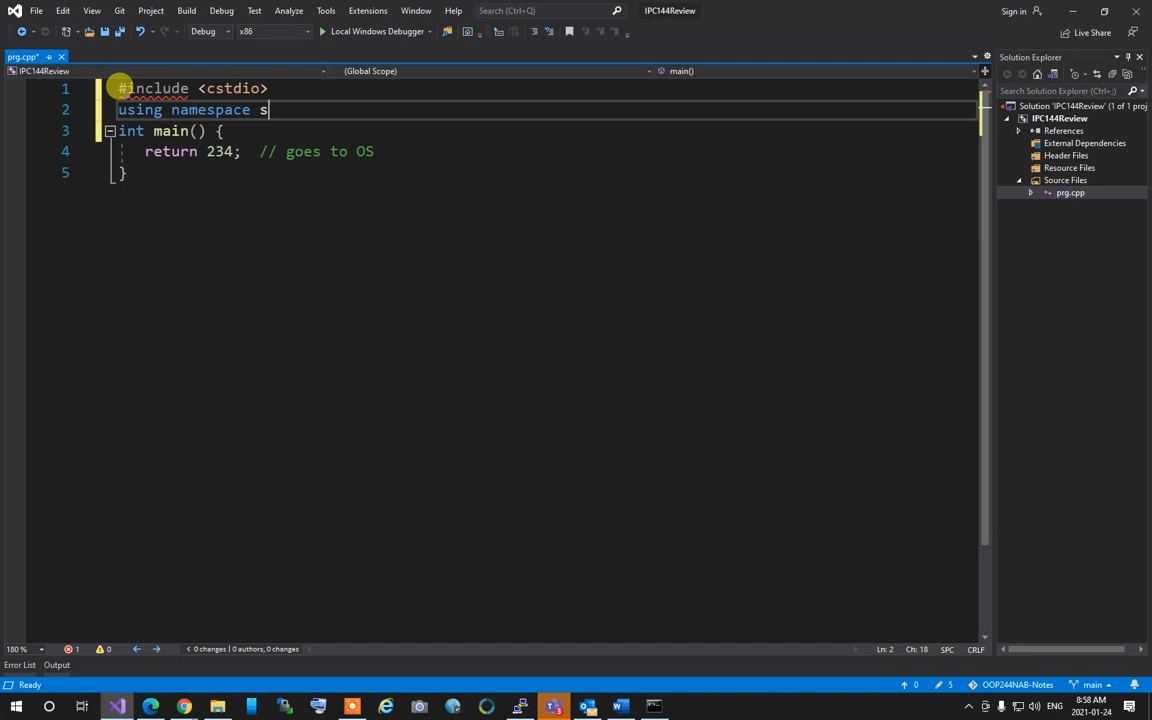 File Edit View Git Project Build Debug Test Analyze Tools Extensions Window Help Search (Ctrl+Q) IPC144Review Sign in
Debug x86 Local Windows Debugger Live Share
prg.cpp* Solution Explorer
IPC144Review (Global Scope) main()
1 #include <cstdio>
2 using namespace s
3 int main() {
4 return 234; // goes to OS
5 }
Search Solution Explorer (Ctrl+;)
Solution 'IPC144Review' (1 of 1 proj
IPC144Review
References
External Dependencies
Header Files
Resource Files
Source Files
prg.cpp
180 % 1 0 0 changes | 0 authors, 0 changes Ln: 2 Ch: 18 SPC CRLF
Error List Output
Ready 0 5 OOP244NAB-Notes main
8:58 AM
2021-01-24